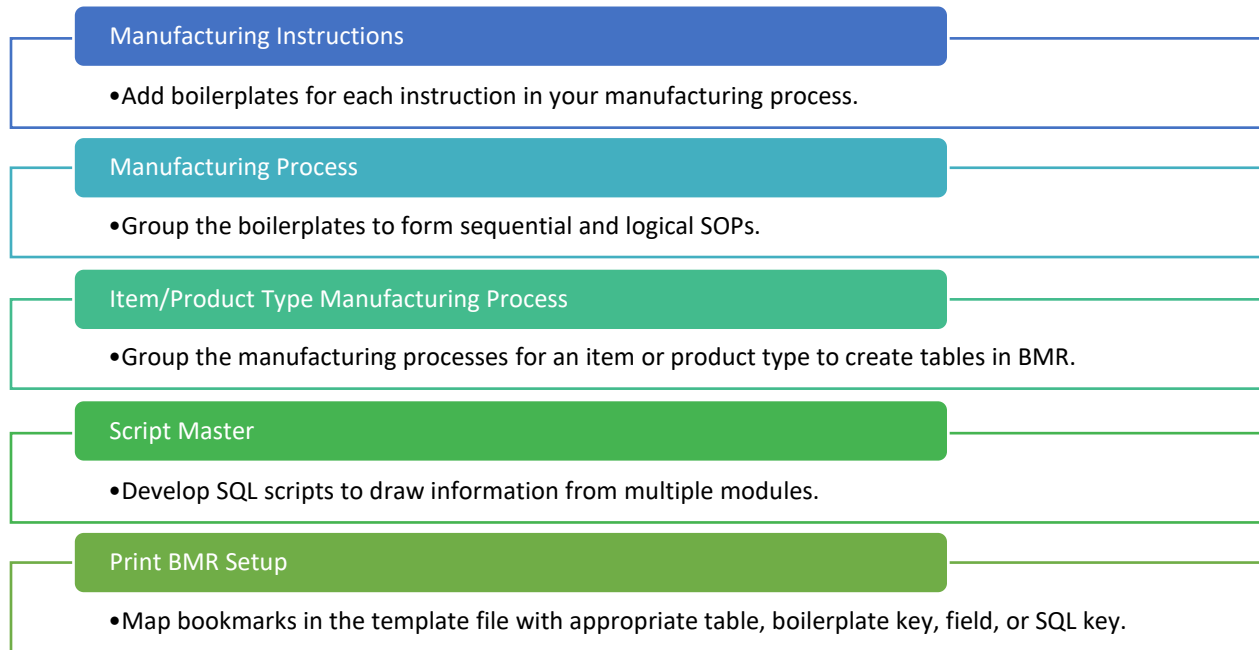 Manufacturing Instructions
•Add boilerplates for each instruction in your manufacturing process.
Manufacturing Process
•Group the boilerplates to form sequential and logical SOPs.
Item/Product Type Manufacturing Process
•Group the manufacturing processes for an item or product type to create tables in BMR.
Script Master
•Develop SQL scripts to draw information from multiple modules.
Print BMR Setup
•Map bookmarks in the template file with appropriate table, boilerplate key, field, or SQL key.